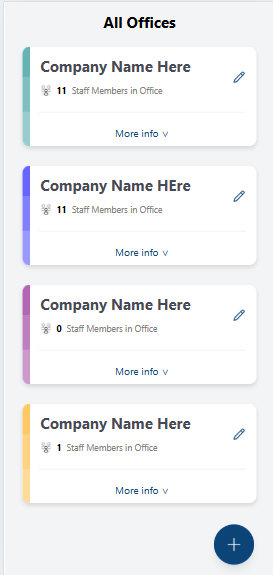 All Offices
Company Name Here
11 Staff Members in Office
More info v
Company Name HEre
11 Staff Members in Office
More info v
Company Name Here
0 Staff Members in Office
More info v
Company Name Here
1 Staff Members in Office
More info v